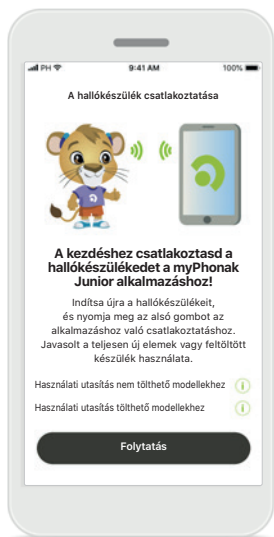 PH 9:41 AM 100%
A hallókészülék csatlakoztatása
A kezdéshez csatlakoztasd a
hallókészülékedet a myPhonak
Junior alkalmazáshoz!
Indítsa újra a hallókészülékeit,
és nyomja meg az alsó gombot az
alkalmazáshoz való csatlakoztatáshoz.
Javasolt a teljesen új elemek vagy feltöltött
készülék használata.
Használati utasítás nem tölthető modellekhez
Használati utasítás tölthető modellekhez
Folytatás